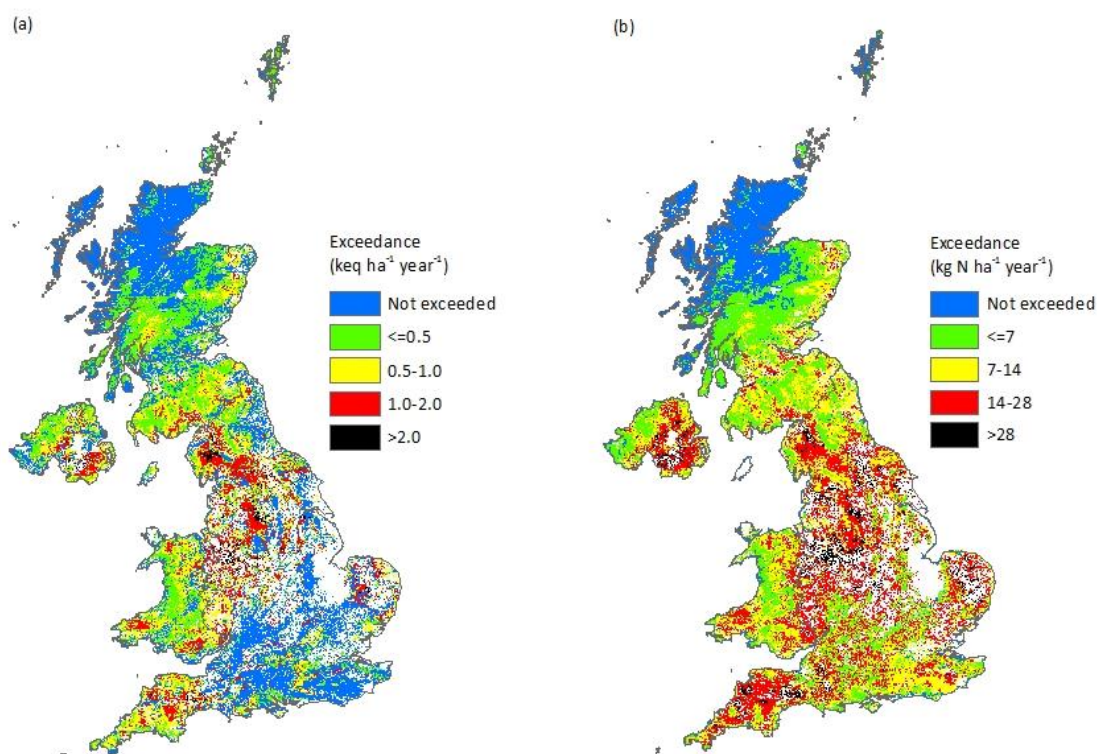 (a)
Exceedance
(keq ha⁻¹ year⁻¹)
Not exceeded
<=0.5
0.5-1.0
1.0-2.0
>2.0
(b)
Exceedance
(kg N ha⁻¹ year⁻¹)
Not exceeded
<=7
7-14
14-28
>28